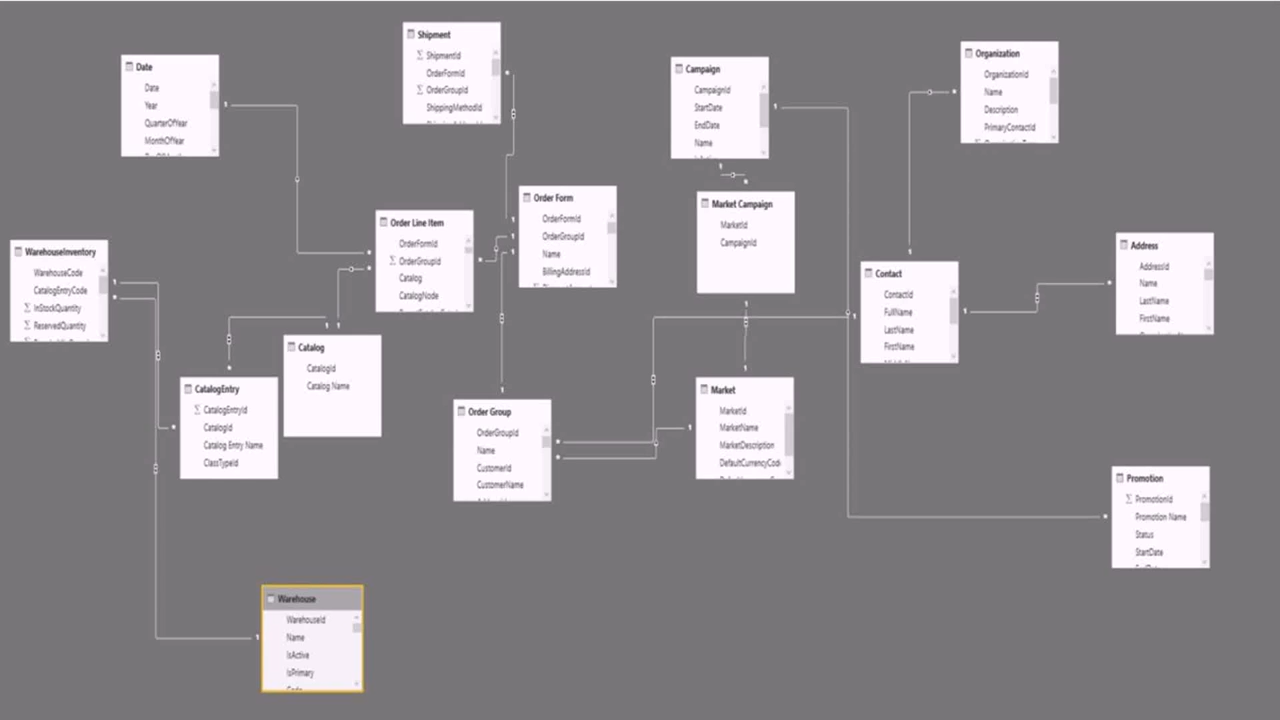 Shipment
ShipmentId
OrderFormId
OrderGroupId
ShippingMethodId
Organization
OrganizationId
Name
Description
PrimaryContactId
Date
Date
Year
QuarterOfYear
MonthOfYear
Campaign
CampaignId
StartDate
EndDate
Name
Order Form
OrderFormId
OrderGroupId
Name
BillingAddressId
Market Campaign
MarketId
CampaignId
Order Line Item
OrderFormId
OrderGroupId
Catalog
CatalogNode
Address
AddressId
Name
LastName
FirstName
WarehouseInventory
WarehouseCode
CatalogEntryCode
InStockQuantity
ReservedQuantity
Contact
ContactId
FullName
LastName
FirstName
Catalog
CatalogId
Catalog Name
CatalogEntry
CatalogEntryId
CatalogId
Catalog Entry Name
ClassTypeId
Market
MarketId
MarketName
MarketDescription
DefaultCurrencyCod
Order Group
OrderGroupId
Name
CustomerId
CustomerName
Promotion
PromotionId
Promotion Name
Status
StartDate
Warehouse
WarehouseId
Name
IsActive
IsPrimary
Code